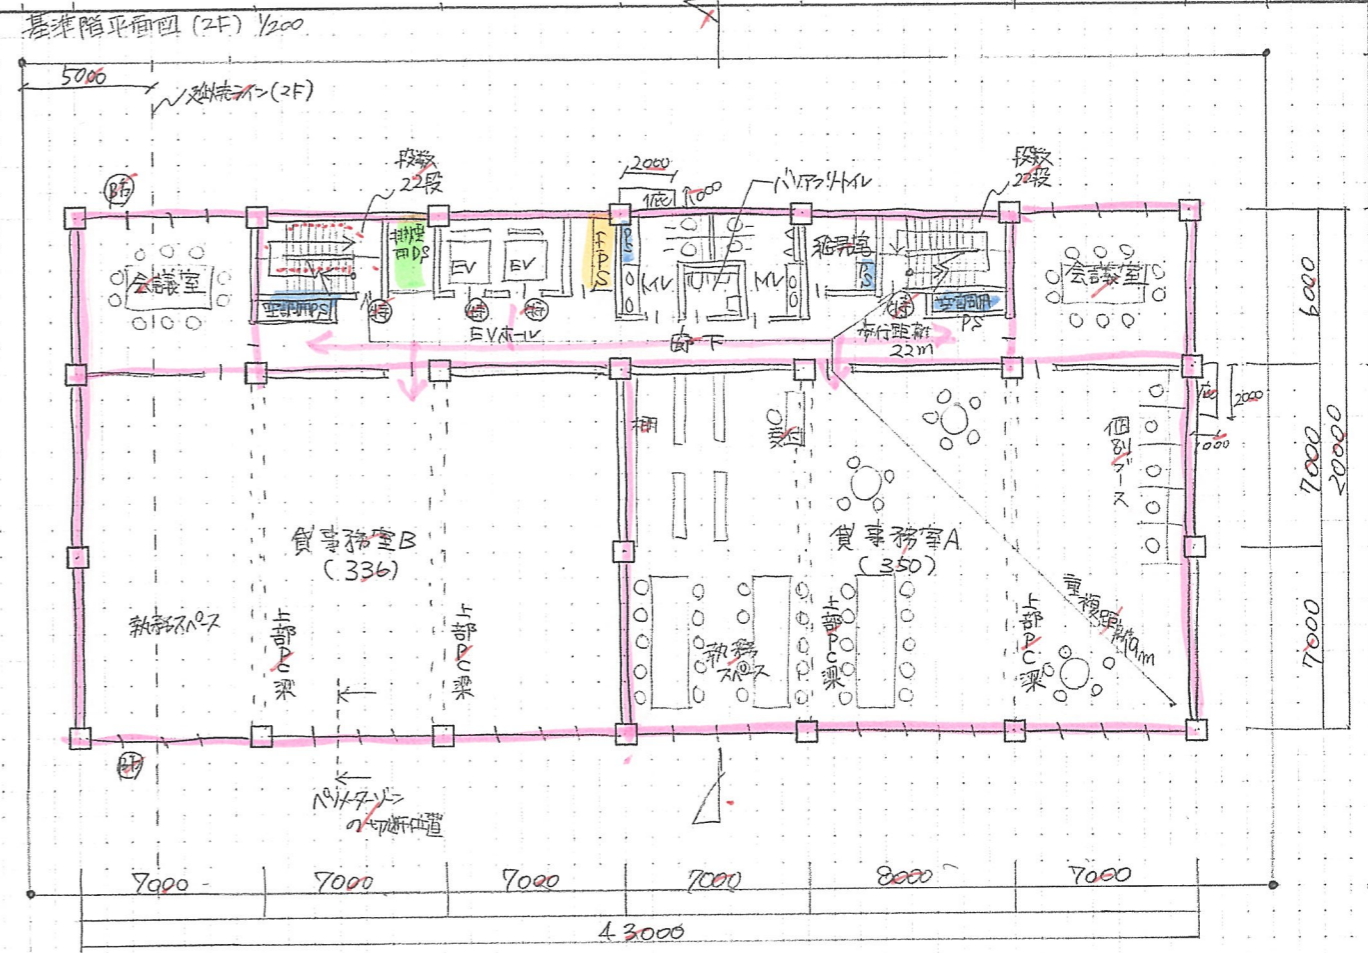 基準階平面図(2F) 1/200
5000
延焼ライン(2F)
段数
22段
2000
庇
1000
バリアフリートイレ
段数
22段
防
会議室
排煙
用DS
EV
EV
EPS
PS
トイレ
トイレ
給湯室
PS
会議室
空調用PS
特
特
特
特
空調用
PS
EVホール
廊下
歩行距離
22m
棚
受付
個別ブース
庇
2000
1000
6000
7000
7000
20000
貸事務室B
(336)
貸事務室A
(350)
執務スペース
上部PC梁
上部PC梁
執務
スペース
上部PC梁
上部PC梁
重複距離19m
防
ペリメーターゾーン
の切断位置
7000
7000
7000
7000
8000
7000
43000